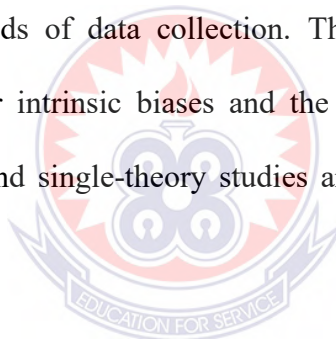 ds of data collection. Th
r intrinsic biases and the
nd single-theory studies a
EDUCATION FOR SERVICE